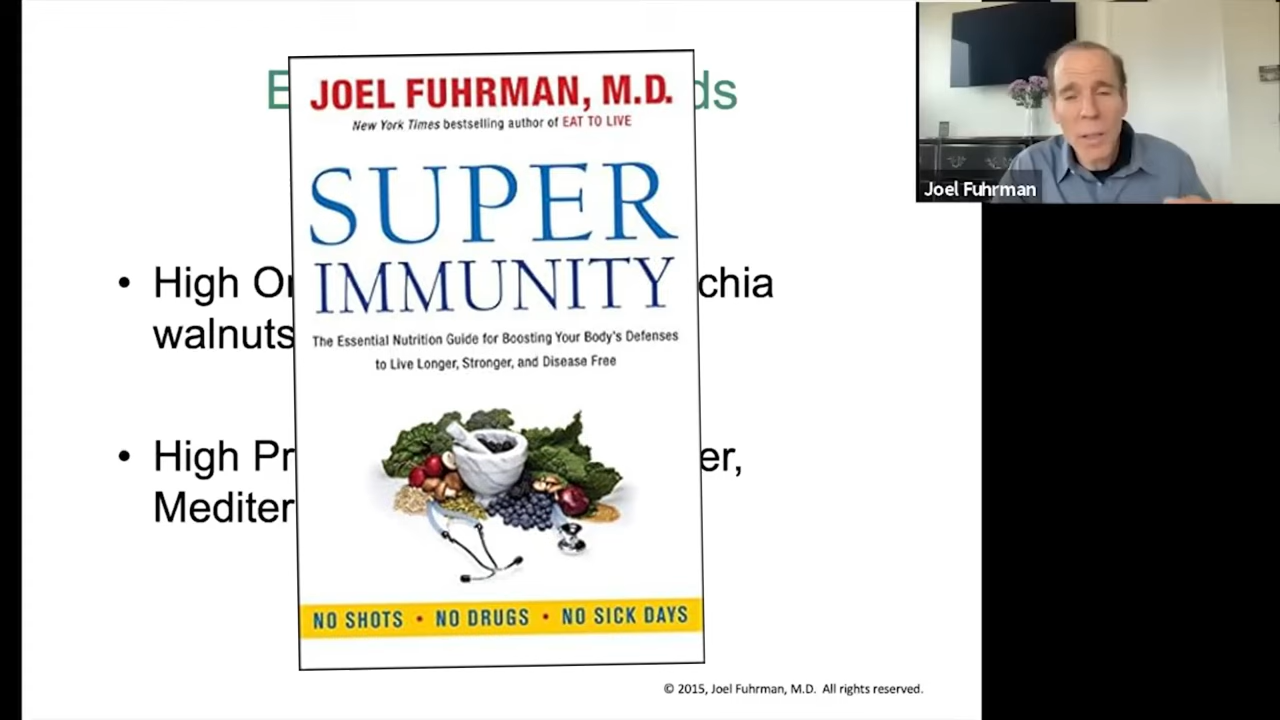 ds
JOEL FUHRMAN, M.D.
New York Times bestselling author of EAT TO LIVE
SUPER
IMMUNITY
The Essential Nutrition Guide for Boosting Your Body's Defenses
to Live Longer, Stronger, and Disease Free
NO SHOTS • NO DRUGS • NO SICK DAYS
• High chia
walnuts
• High er,
Mediter
Joel Fuhrman
© 2015, Joel Fuhrman, M.D. All rights reserved.